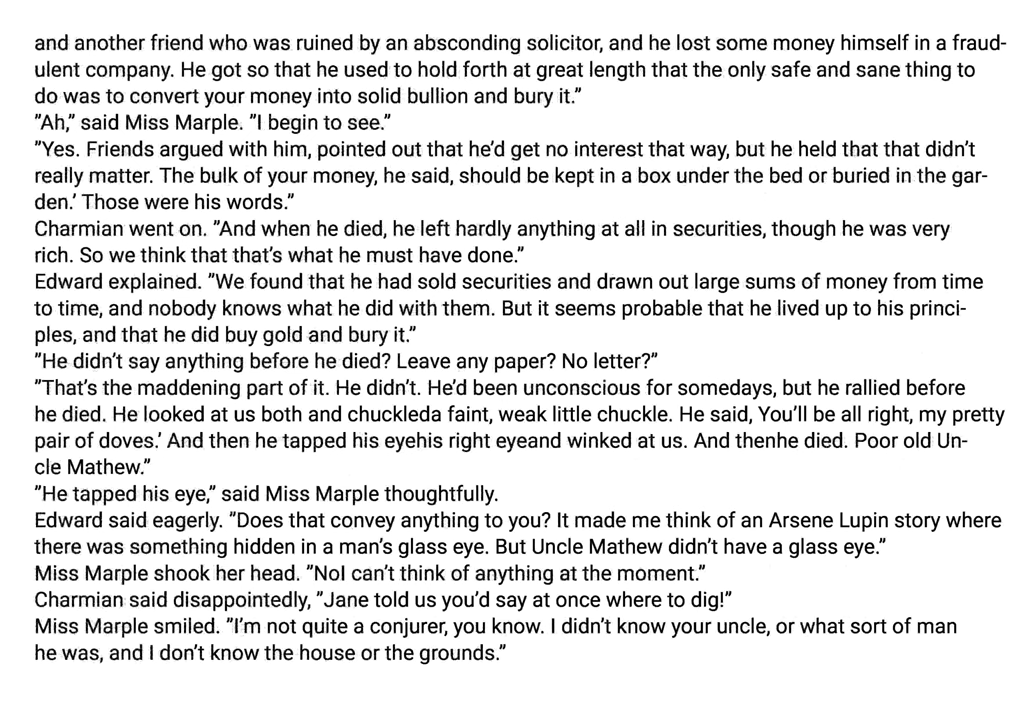 and another friend who was ruined by an absconding solicitor, and he lost some money himself in a fraud-
ulent company. He got so that he used to hold forth at great length that the only safe and sane thing to
do was to convert your money into solid bullion and bury it."
"Ah," said Miss Marple. "I begin to see."
"Yes. Friends argued with him, pointed out that he'd get no interest that way, but he held that that didn't
really matter. The bulk of your money, he said, should be kept in a box under the bed or buried in the gar-
den.' Those were his words."
Charmian went on. "And when he died, he left hardly anything at all in securities, though he was very
rich. So we think that that's what he must have done."
Edward explained. "We found that he had sold securities and drawn out large sums of money from time
to time, and nobody knows what he did with them. But it seems probable that he lived up to his princi-
ples, and that he did buy gold and bury it."
"He didn't say anything before he died? Leave any paper? No letter?"
"That's the maddening part of it. He didn't. He'd been unconscious for somedays, but he rallied before
he died. He looked at us both and chuckleda faint, weak little chuckle. He said, You'll be all right, my pretty
pair of doves.' And then he tapped his eyehis right eyeand winked at us. And thenhe died. Poor old Un-
cle Mathew."
"He tapped his eye," said Miss Marple thoughtfully.
Edward said eagerly. "Does that convey anything to you? It made me think of an Arsene Lupin story where
there was something hidden in a man's glass eye. But Uncle Mathew didn't have a glass eye."
Miss Marple shook her head. "NoI can't think of anything at the moment."
Charmian said disappointedly, "Jane told us you'd say at once where to dig!"
Miss Marple smiled. "I'm not quite a conjurer, you know. I didn't know your uncle, or what sort of man
he was, and I don't know the house or the grounds."